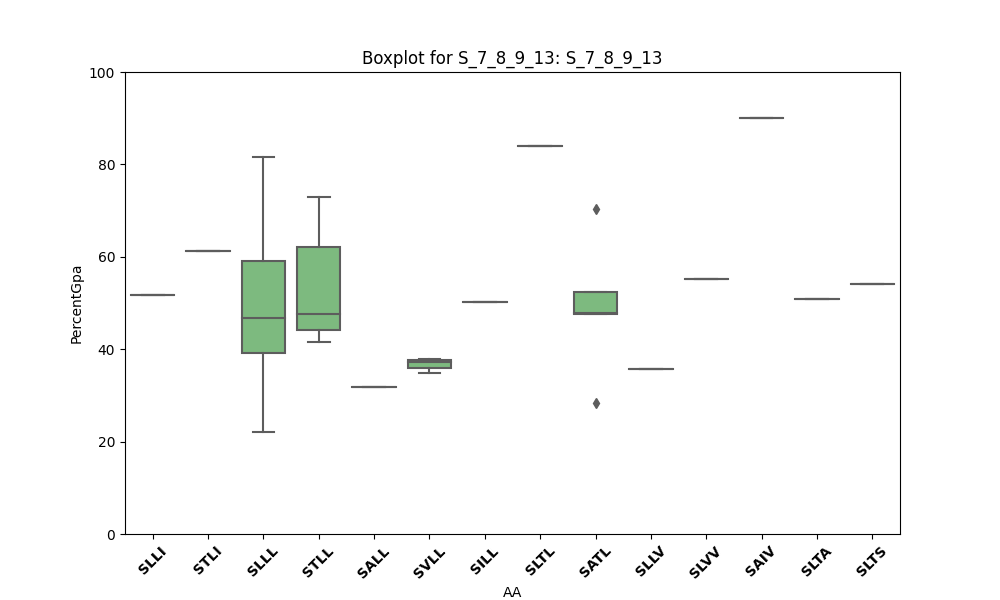 Boxplot for S_7_8_9_13: S_7_8_9_13
100
80
60
40
20
0
PercentGpa
SLLI STLI SLLL STLL SALL SVLL SILL SLTL SATL SLLV SLVV SAIV SLTA SLTS
AA